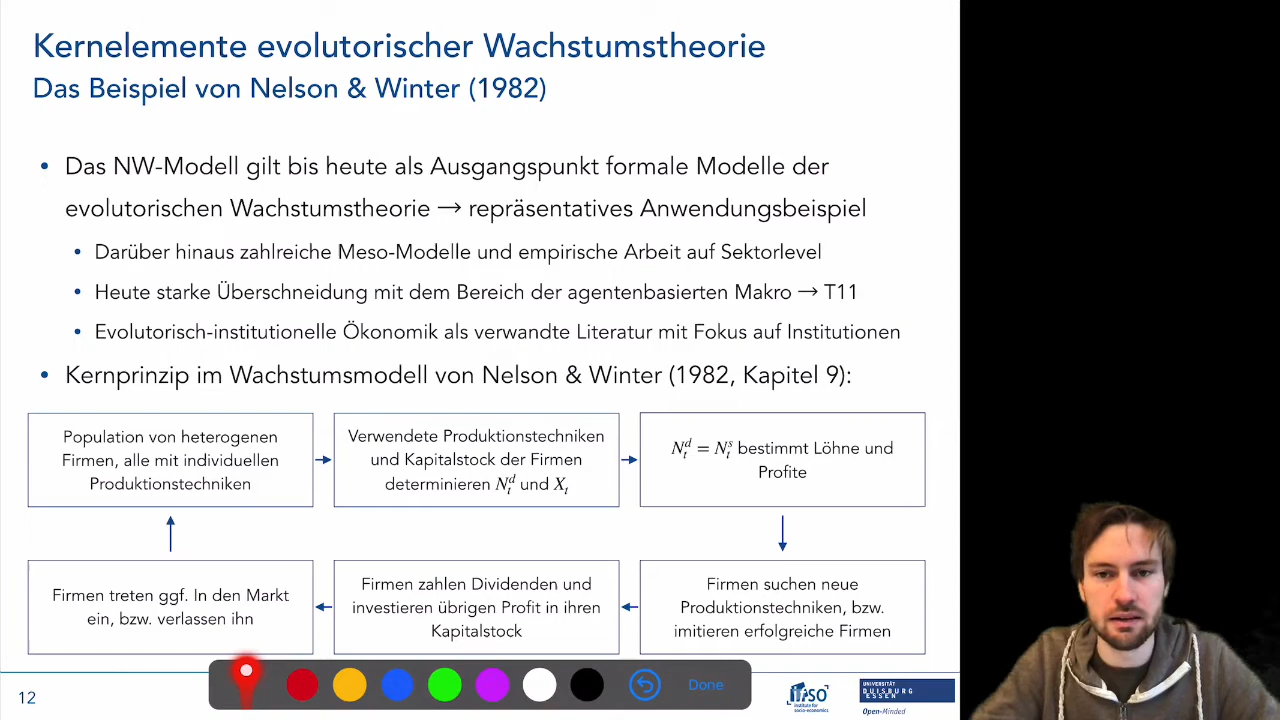 Kernelemente evolutorischer Wachstumstheorie
Das Beispiel von Nelson & Winter (1982)
• Das NW-Modell gilt bis heute als Ausgangspunkt formale Modelle der
evolutorischen Wachstumstheorie → repräsentatives Anwendungsbeispiel
• Darüber hinaus zahlreiche Meso-Modelle und empirische Arbeit auf Sektorlevel
• Heute starke Überschneidung mit dem Bereich der agentenbasierten Makro → T11
• Evolutorisch-institutionelle Ökonomik als verwandte Literatur mit Fokus auf Institutionen
• Kernprinzip im Wachstumsmodell von Nelson & Winter (1982, Kapitel 9):
Population von heterogenen
Firmen, alle mit individuellen
Produktionstechniken
Verwendete Produktionstechniken
und Kapitalstock der Firmen
determinieren $N_t^d$ und $X_t$
$N_t^d = N_t^s$ bestimmt Löhne und
Profite
Firmen treten ggf. In den Markt
ein, bzw. verlassen ihn
Firmen zahlen Dividenden und
investieren übrigen Profit in ihren
Kapitalstock
Firmen suchen neue
Produktionstechniken, bzw.
imitieren erfolgreiche Firmen
Done
12
ifso
institute for
socio-economics
UNIVERSITÄT
DUISBURG
ESSEN
Open-Minded